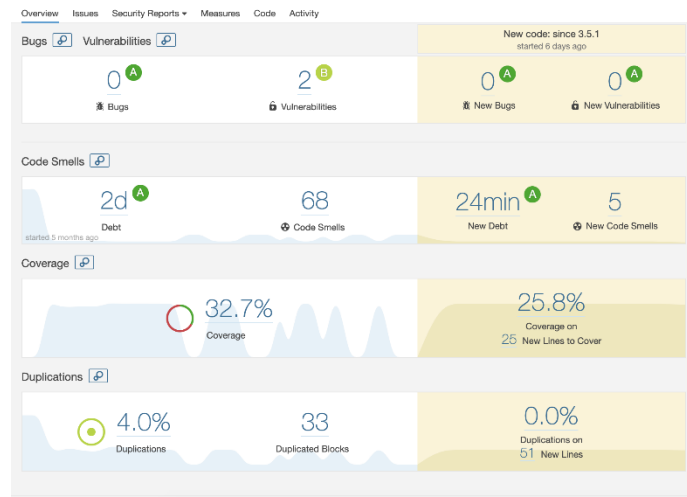 Overview Issues Security Reports Measures Code Activity
Bugs Vulnerabilities
New code: since 3.5.1
started 6 days ago
0 A
Bugs
2 B
Vulnerabilities
0 A
New Bugs
0 A
New Vulnerabilities
Code Smells
2d A
Debt
started 5 months ago
68
Code Smells
24min A
New Debt
5
New Code Smells
Coverage
32.7%
Coverage
25.8%
Coverage on
25 New Lines to Cover
Duplications
4.0%
Duplications
33
Duplicated Blocks
0.0%
Duplications on
51 New Lines